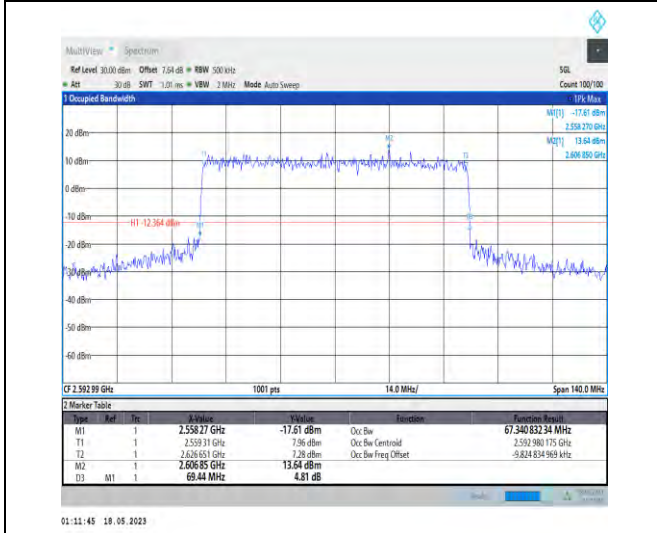 MultiView Spectrum
Ref Level 30.00 dBm Offset 7.64 dB RBW 500 kHz SGL
Att 30 dB SWT 1.01 ms VBW 2 MHz Mode Auto Sweep Count 100/100
1 Occupied Bandwidth 1Pk Max
M1[1] -17.61 dBm
2.558 270 GHz
M2[1] 13.64 dBm
2.606 850 GHz
20 dBm
M2
10 dBm
T1
T2
0 dBm
-10 dBm
H1 -12.364 dBm
M1
-20 dBm
-30 dBm
-40 dBm
-50 dBm
-60 dBm
CF 2.592 99 GHz 1001 pts 14.0 MHz/ Span 140.0 MHz
2 Marker Table
Type Ref Trc X-Value Y-Value Function Function Result
M1 1 2.558 27 GHz -17.61 dBm Occ Bw 67.340 832 34 MHz
T1 1 2.559 31 GHz 7.96 dBm Occ Bw Centroid 2.592 980 175 GHz
T2 1 2.626 651 GHz 7.28 dBm Occ Bw Freq Offset -9.824 834 969 kHz
M2 1 2.606 85 GHz 13.64 dBm
D3 M1 1 69.44 MHz 4.81 dB
Ready
01:11:45 18.05.2023